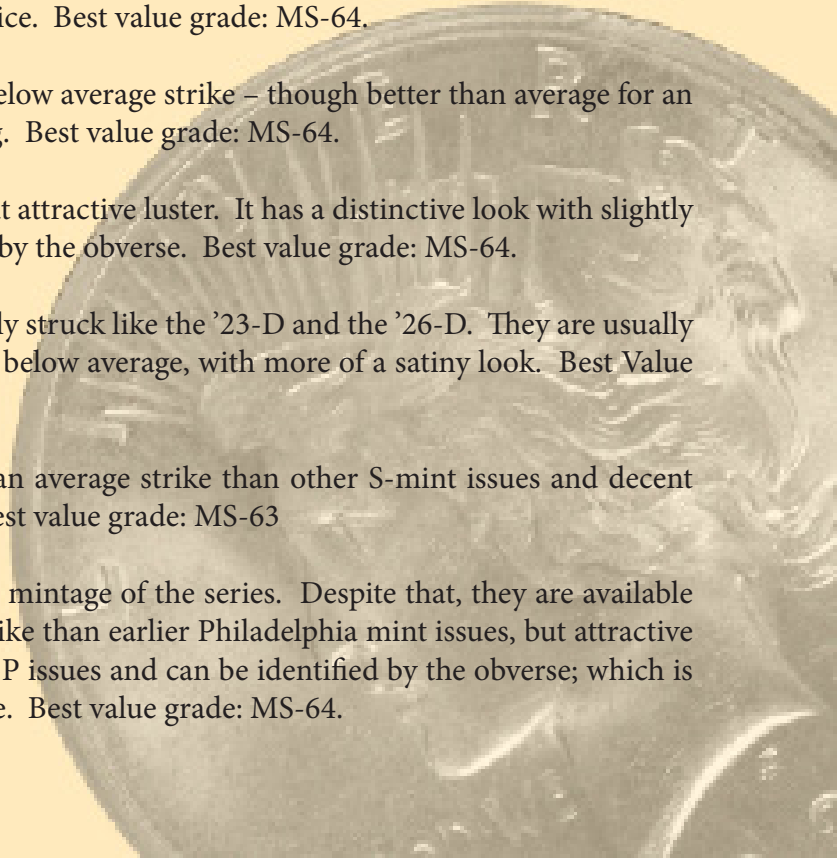 ice. Best value grade: MS-64.
elow average strike – though better than average for an
g. Best value grade: MS-64.
t attractive luster. It has a distinctive look with slightly
by the obverse. Best value grade: MS-64.
ly struck like the ’23-D and the ’26-D. They are usually
below average, with more of a satiny look. Best Value
an average strike than other S-mint issues and decent
est value grade: MS-63
mintage of the series. Despite that, they are available
ike than earlier Philadelphia mint issues, but attractive
P issues and can be identified by the obverse; which is
e. Best value grade: MS-64.